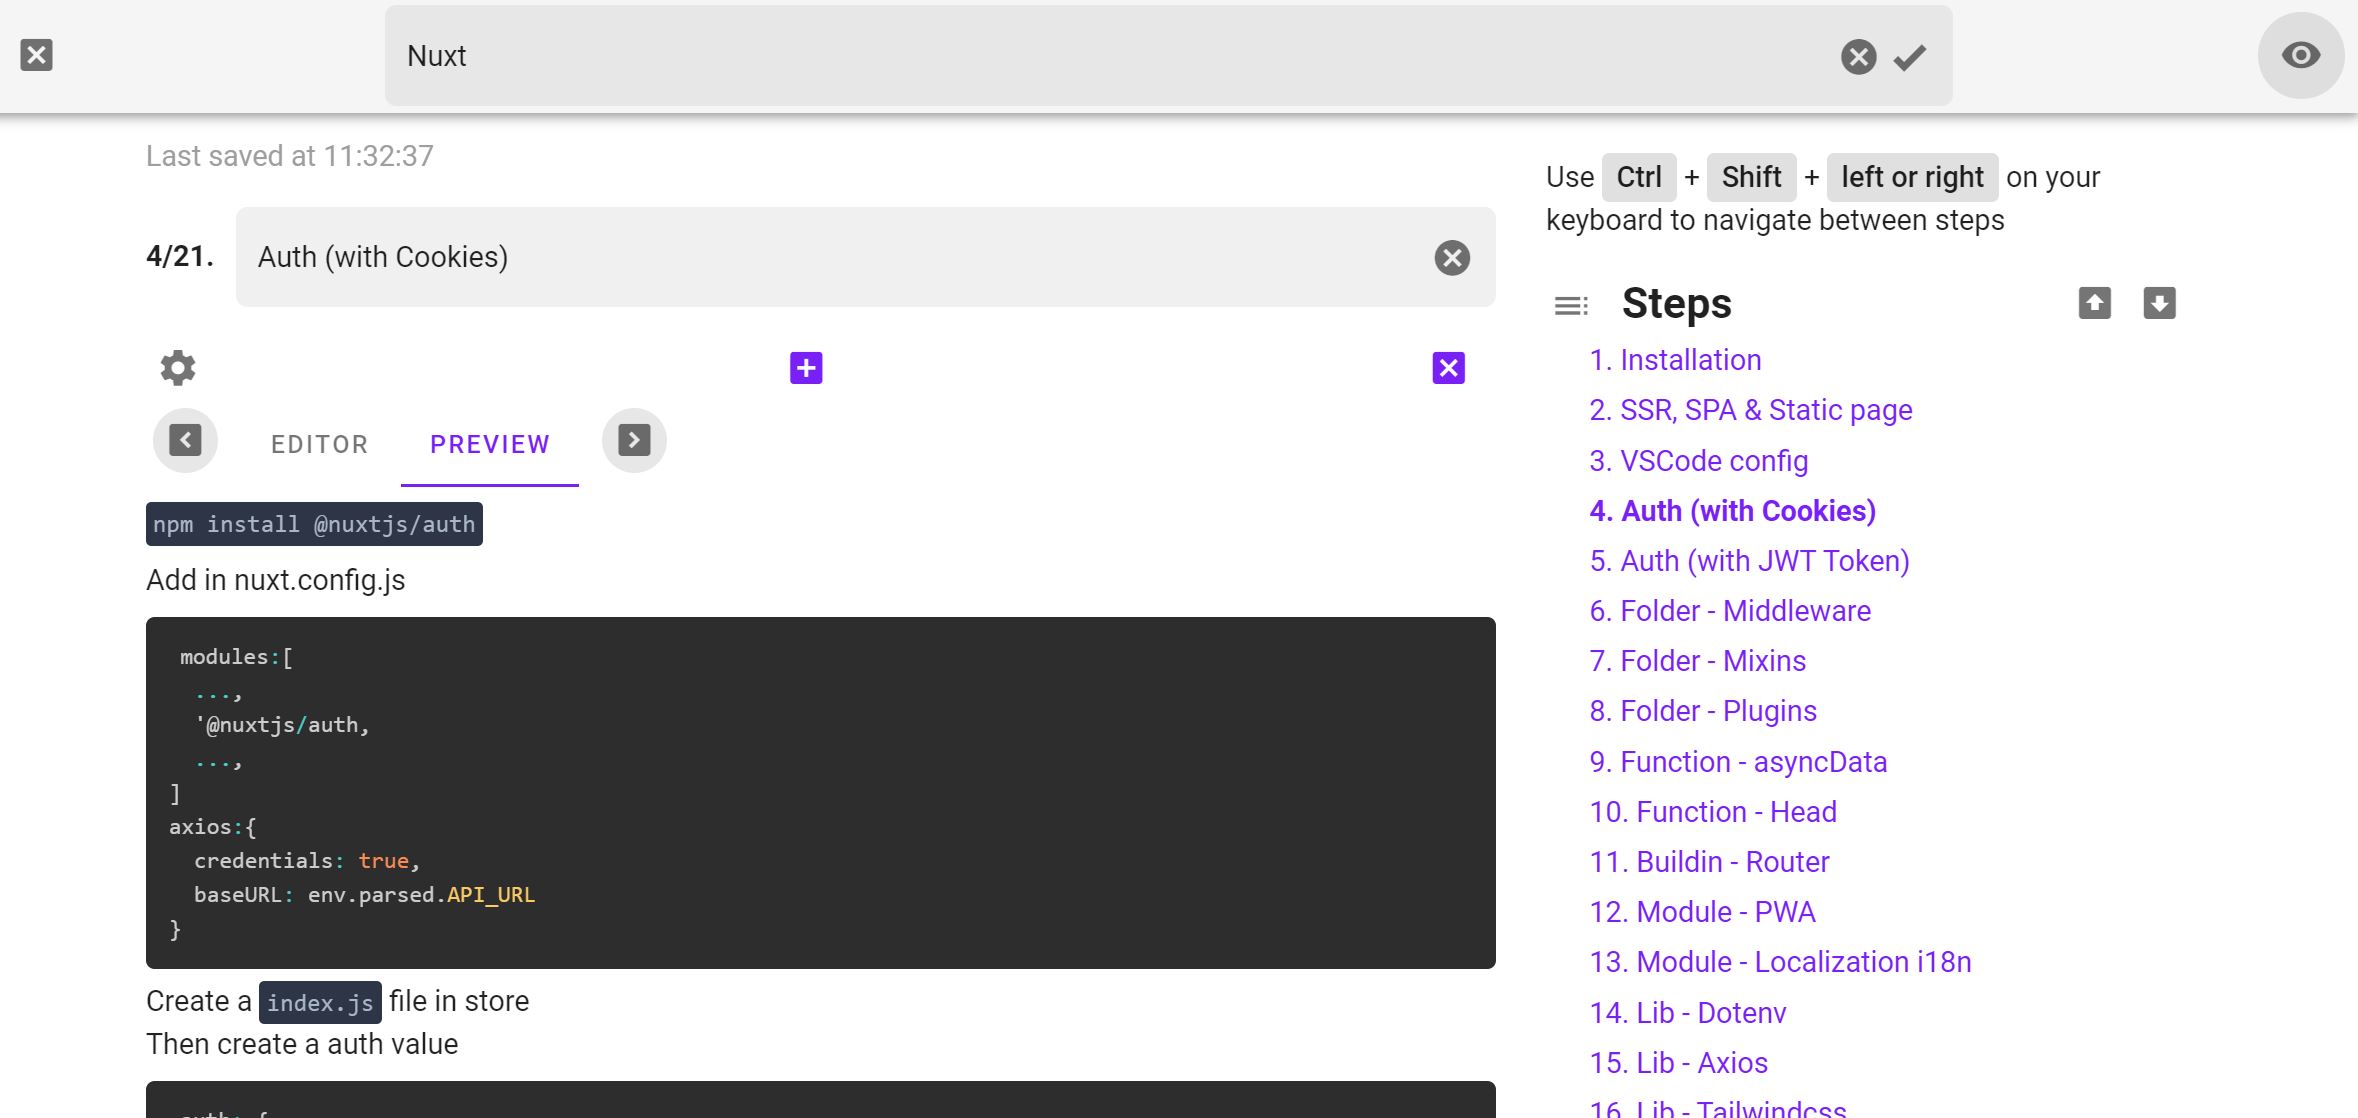 Nuxt
Last saved at 11:32:37
4/21.
Auth (with Cookies)
EDITOR
PREVIEW
npm install @nuxtjs/auth
Add in nuxt.config.js
modules:[
...,
'@nuxtjs/auth,
...,
]
axios:{
credentials: true,
baseURL: env.parsed.API_URL
}
Create a index.js file in store
Then create a auth value
auth: {
Use Ctrl + Shift + left or right on your
keyboard to navigate between steps
Steps
1. Installation
2. SSR, SPA & Static page
3. VSCode config
4. Auth (with Cookies)
5. Auth (with JWT Token)
6. Folder - Middleware
7. Folder - Mixins
8. Folder - Plugins
9. Function - asyncData
10. Function - Head
11. Buildin - Router
12. Module - PWA
13. Module - Localization i18n
14. Lib - Dotenv
15. Lib - Axios
16. Lib - Tailwindcss